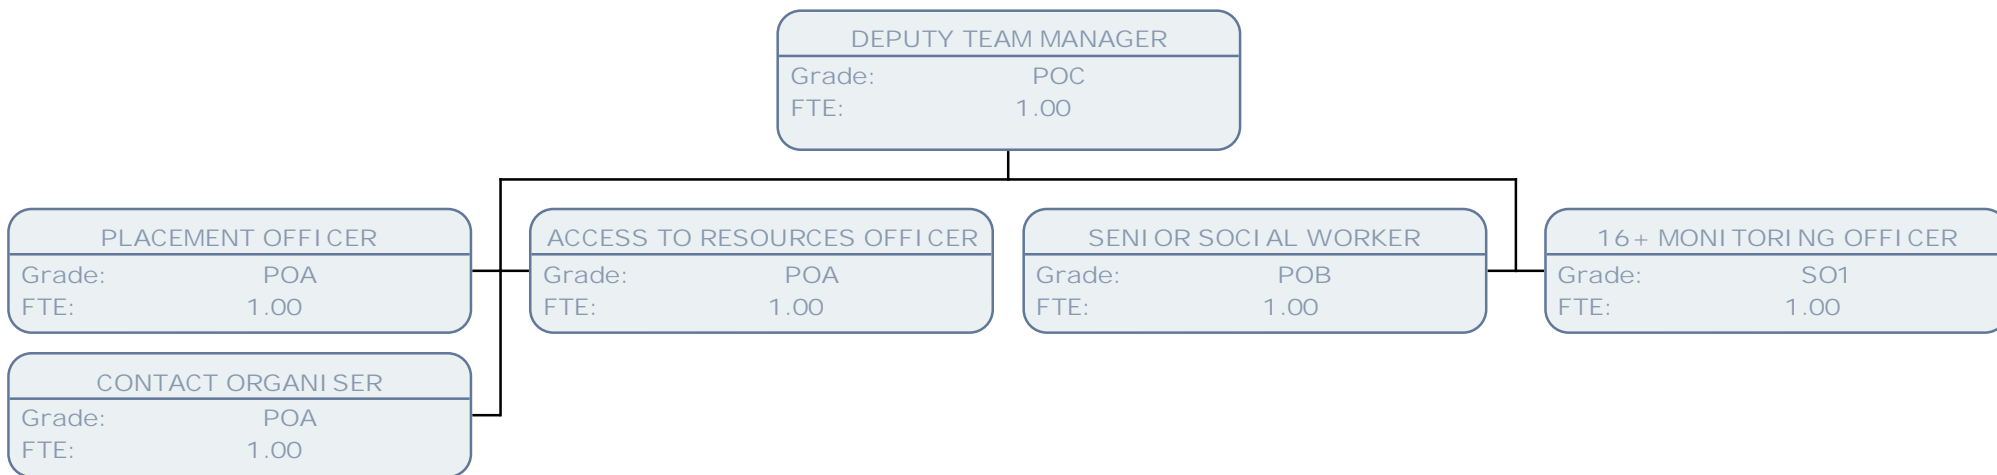 DEPUTY TEAM MANAGER
Grade: POC
FTE: 1.00
PLACEMENT OFFICER
Grade: POA
FTE: 1.00
ACCESS TO RESOURCES OFFICER
Grade: POA
FTE: 1.00
SENIOR SOCIAL WORKER
Grade: POB
FTE: 1.00
16+ MONITORING OFFICER
Grade: SO1
FTE: 1.00
CONTACT ORGANISER
Grade: POA
FTE: 1.00